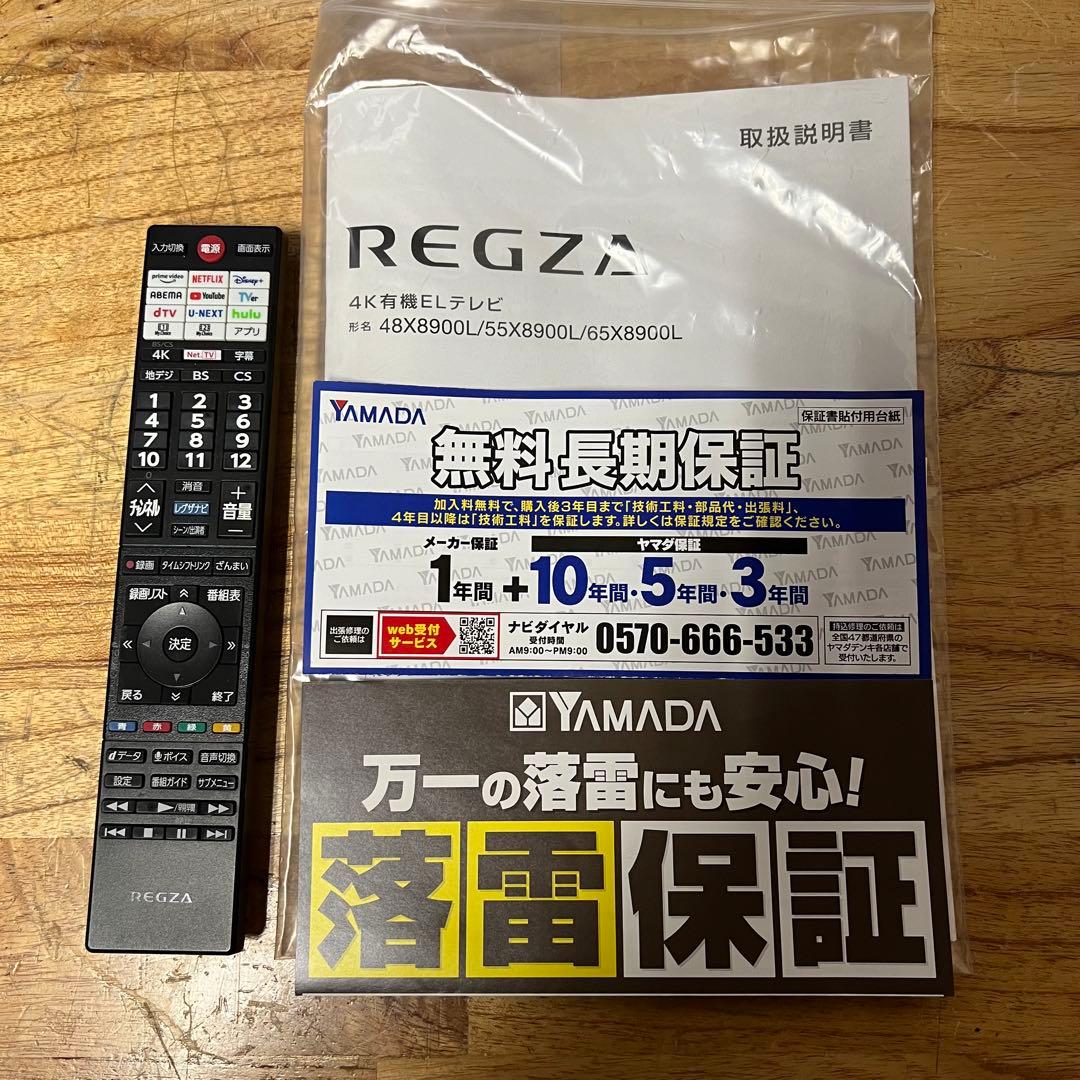 入力切換 電源 画面表示
prime video NETFLIX Disney+
ABEMA YouTube TVer
dTV U-NEXT hulu
My Choice My Choice アプリ
BS/CS
4K Net.TV 字幕
地デジ BS CS
1 2 3
4 5 6
7 8 9
10 11 12
チャンネル 消音 + 音量 −
レグザナビ
シーン/出演者
録画 タイムシフトリンク ざんまい
録画リスト 番組表
決定
戻る 終了
青 赤 緑 黄
dデータ ボイス 音声切換
設定 番組ガイド サブメニュー
REGZA
取扱説明書
REGZA
4K有機ELテレビ
形名 48X8900L/55X8900L/65X8900L
YAMADA
保証書貼付用台紙
無料長期保証
加入料無料で、購入後3年目まで「技術工料・部品代・出張料」、
4年目以降は「技術工料」を保証します。詳しくは保証規定をご確認ください。
メーカー保証 ヤマダ保証
1年間+10年間・5年間・3年間
出張修理のご依頼は
web受付サービス
ナビダイヤル
受付時間
AM9:00〜PM9:00
0570-666-533
持込修理のご依頼は
全国47都道府県の
ヤマダデンキ各店舗で
受付いたします。
YAMADA
万一の落雷にも安心!
落雷保証
YAMADA